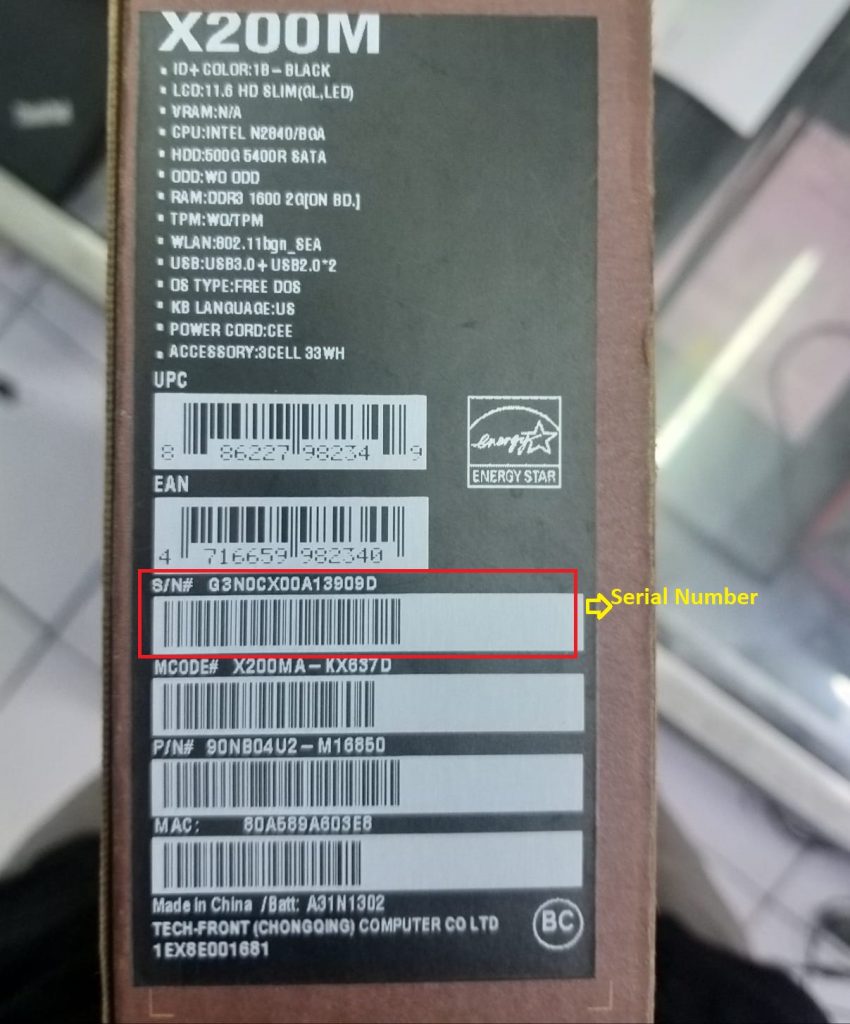 X200M
▪ ID+COLOR:1B-BLACK
▪ LCD:11.6 HD SLIM(GL,LED)
▪ VRAM:N/A
▪ CPU:INTEL N2840/BGA
▪ HDD:500G 5400R SATA
▪ ODD:WO ODD
▪ RAM:DDR3 1600 2G[ON BD.]
▪ TPM:WO/TPM
▪ WLAN:802.11bgn_SEA
▪ USB:USB3.0+USB2.0*2
▪ OS TYPE:FREE DOS
▪ KB LANGUAGE:US
▪ POWER CORD:CEE
▪ ACCESSORY:3CELL 33WH
UPC
8 86227 98234 9
energy
ENERGY STAR
EAN
4 716659 982340
S/N# G3N0CX00A13909D
Serial Number
MCODE# X200MA-KX637D
P/N# 90NB04U2-M16850
MAC: 60A589A603E8
Made in China /Batt: A31N1302
TECH-FRONT (CHONGQING) COMPUTER CO LTD
BC
1EX8E001681